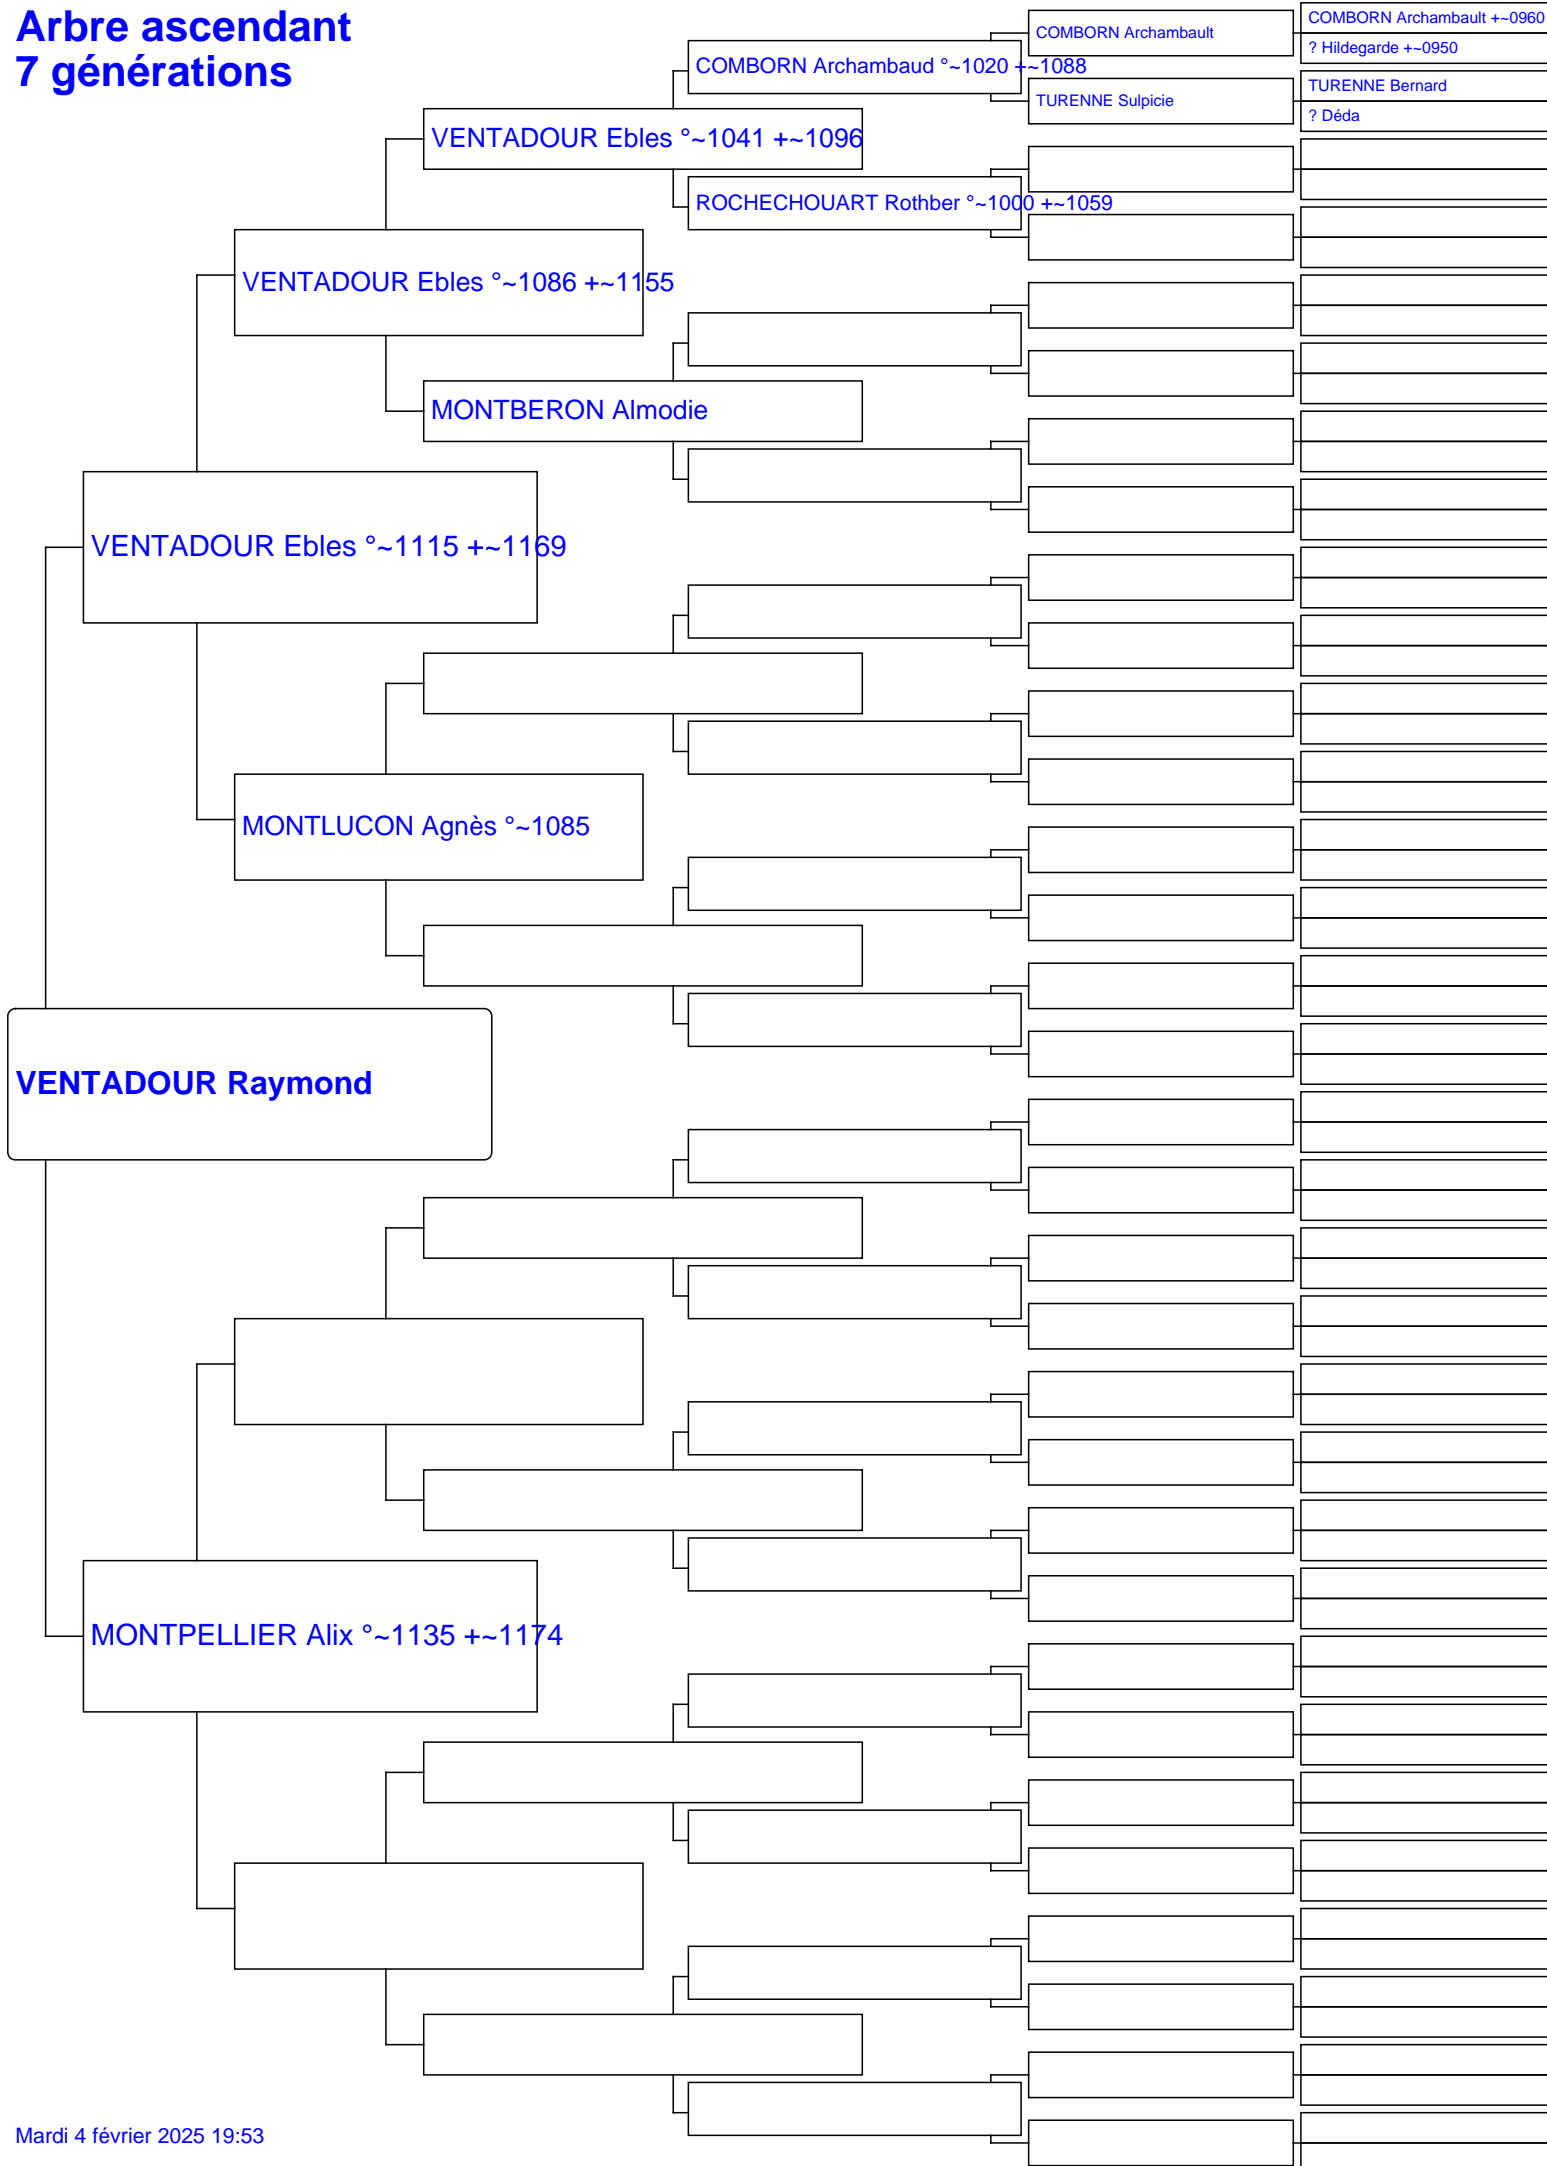 Arbre ascendant
7 générations
COMBORN Archambault +~0960
? Hildegarde +~0950
COMBORN Archambault
TURENNE Bernard
? Déda
TURENNE Sulpicie
COMBORN Archambaud °~1020 +~1088
VENTADOUR Ebles °~1041 +~1096
ROCHECHOUART Rothber °~1000 +~1059
VENTADOUR Ebles °~1086 +~1155
MONTBERON Almodie
VENTADOUR Ebles °~1115 +~1169
MONTLUCON Agnès °~1085
VENTADOUR Raymond
MONTPELLIER Alix °~1135 +~1174
Mardi 4 février 2025 19:53